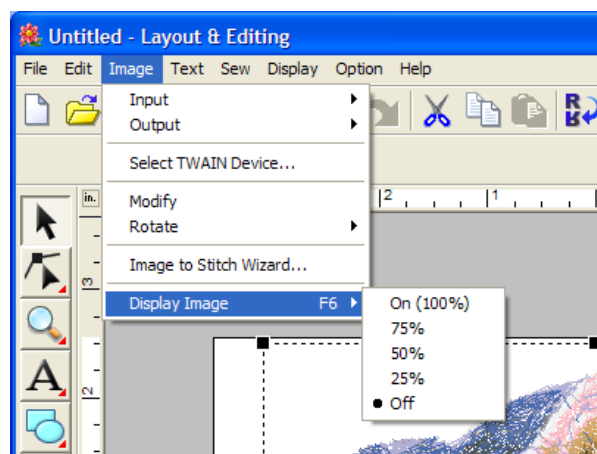 Untitled - Layout & Editing
File Edit Image Text Sew Display Option Help
Input
Output
Select TWAIN Device...
Modify
Rotate
Image to Stitch Wizard...
Display Image F6
On (100%)
75%
50%
25%
Off
in.
2 1
3
2
A
R
R